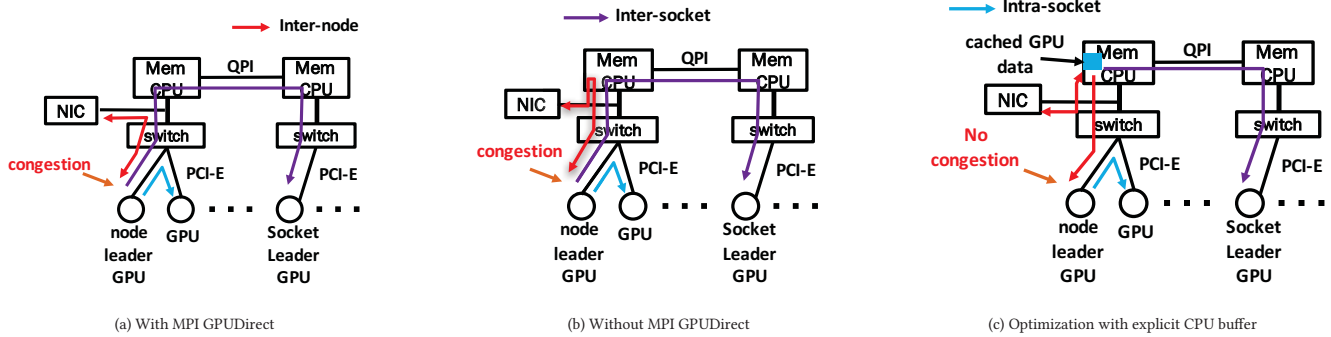 Inter-node
Mem
CPU
QPI
Mem
CPU
NIC
switch
switch
congestion
PCI-E
PCI-E
node
leader
GPU
GPU
Socket
Leader
GPU
(a) With MPI GPUDirect
Inter-socket
Mem
CPU
QPI
Mem
CPU
NIC
switch
switch
congestion
PCI-E
PCI-E
node
leader
GPU
GPU
Socket
Leader
GPU
(b) Without MPI GPUDirect
Intra-socket
cached GPU
data
Mem
CPU
QPI
Mem
CPU
NIC
switch
switch
No
congestion
PCI-E
PCI-E
node
leader
GPU
GPU
Socket
Leader
GPU
(c) Optimization with explicit CPU buffer